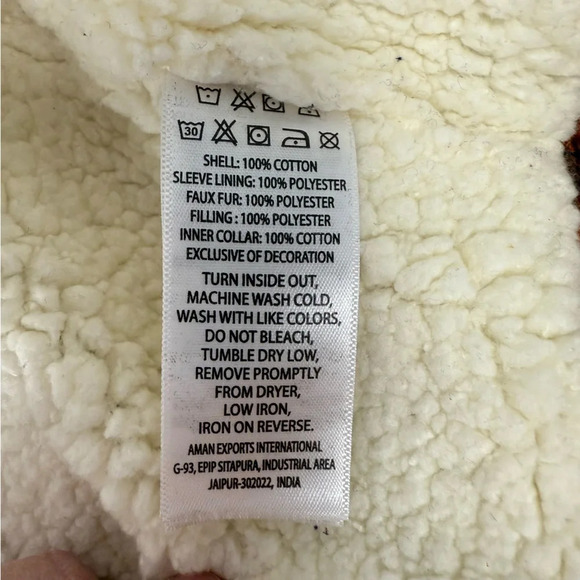 30
SHELL: 100% COTTON
SLEEVE LINING: 100% POLYESTER
FAUX FUR: 100% POLYESTER
FILLING : 100% POLYESTER
INNER COLLAR: 100% COTTON
EXCLUSIVE OF DECORATION
TURN INSIDE OUT,
MACHINE WASH COLD,
WASH WITH LIKE COLORS,
DO NOT BLEACH,
TUMBLE DRY LOW,
REMOVE PROMPTLY
FROM DRYER,
LOW IRON,
IRON ON REVERSE.
AMAN EXPORTS INTERNATIONAL
G-93, EPIP SITAPURA, INDUSTRIAL AREA
JAIPUR-302022, INDIA